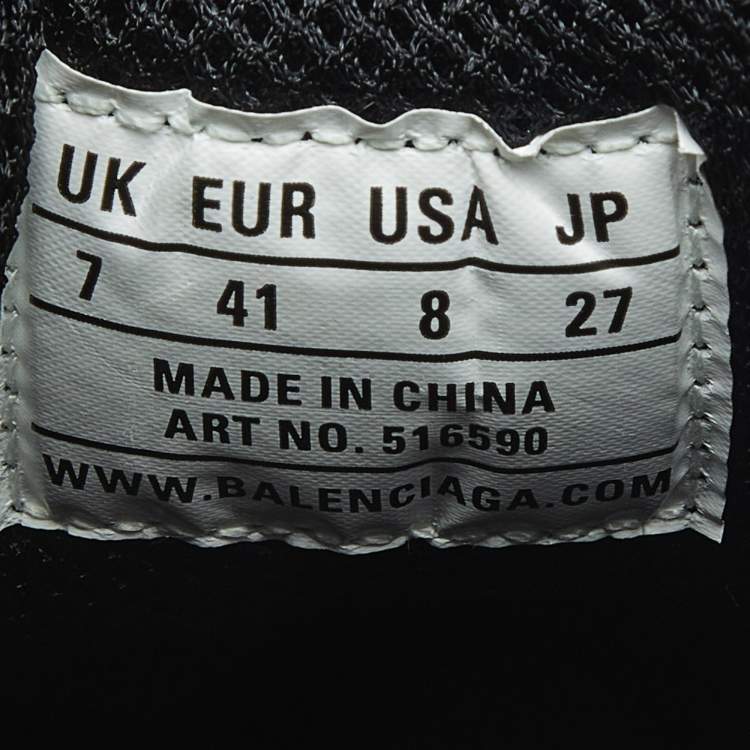 UK EUR USA JP
7 41 8 27
MADE IN CHINA
ART NO. 516590
WWW.BALENCIAGA.COM